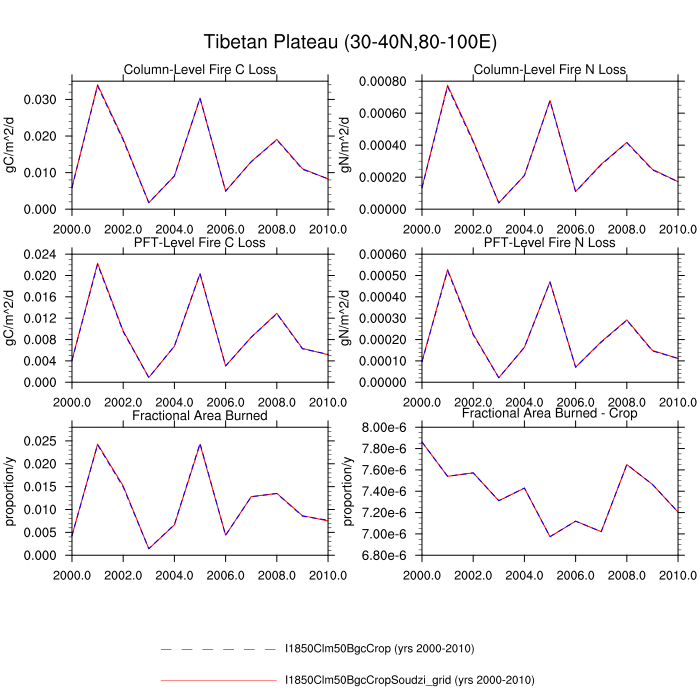 Tibetan Plateau (30-40N,80-100E)
Column-Level Fire C Loss
gC/m^2/d
0.030
0.020
0.010
0.000
2000.0 2002.0 2004.0 2006.0 2008.0 2010.0
Column-Level Fire N Loss
gN/m^2/d
0.00080
0.00060
0.00040
0.00020
0.00000
2000.0 2002.0 2004.0 2006.0 2008.0 2010.0
PFT-Level Fire C Loss
gC/m^2/d
0.024
0.020
0.016
0.012
0.008
0.004
0.000
2000.0 2002.0 2004.0 2006.0 2008.0 2010.0
PFT-Level Fire N Loss
gN/m^2/d
0.00060
0.00050
0.00040
0.00030
0.00020
0.00010
0.00000
2000.0 2002.0 2004.0 2006.0 2008.0 2010.0
Fractional Area Burned
proportion/y
0.025
0.020
0.015
0.010
0.005
0.000
2000.0 2002.0 2004.0 2006.0 2008.0 2010.0
Fractional Area Burned - Crop
proportion/y
8.00e-6
7.80e-6
7.60e-6
7.40e-6
7.20e-6
7.00e-6
6.80e-6
2000.0 2002.0 2004.0 2006.0 2008.0 2010.0
I1850Clm50BgcCrop (yrs 2000-2010)
I1850Clm50BgcCropSoudzi_grid (yrs 2000-2010)